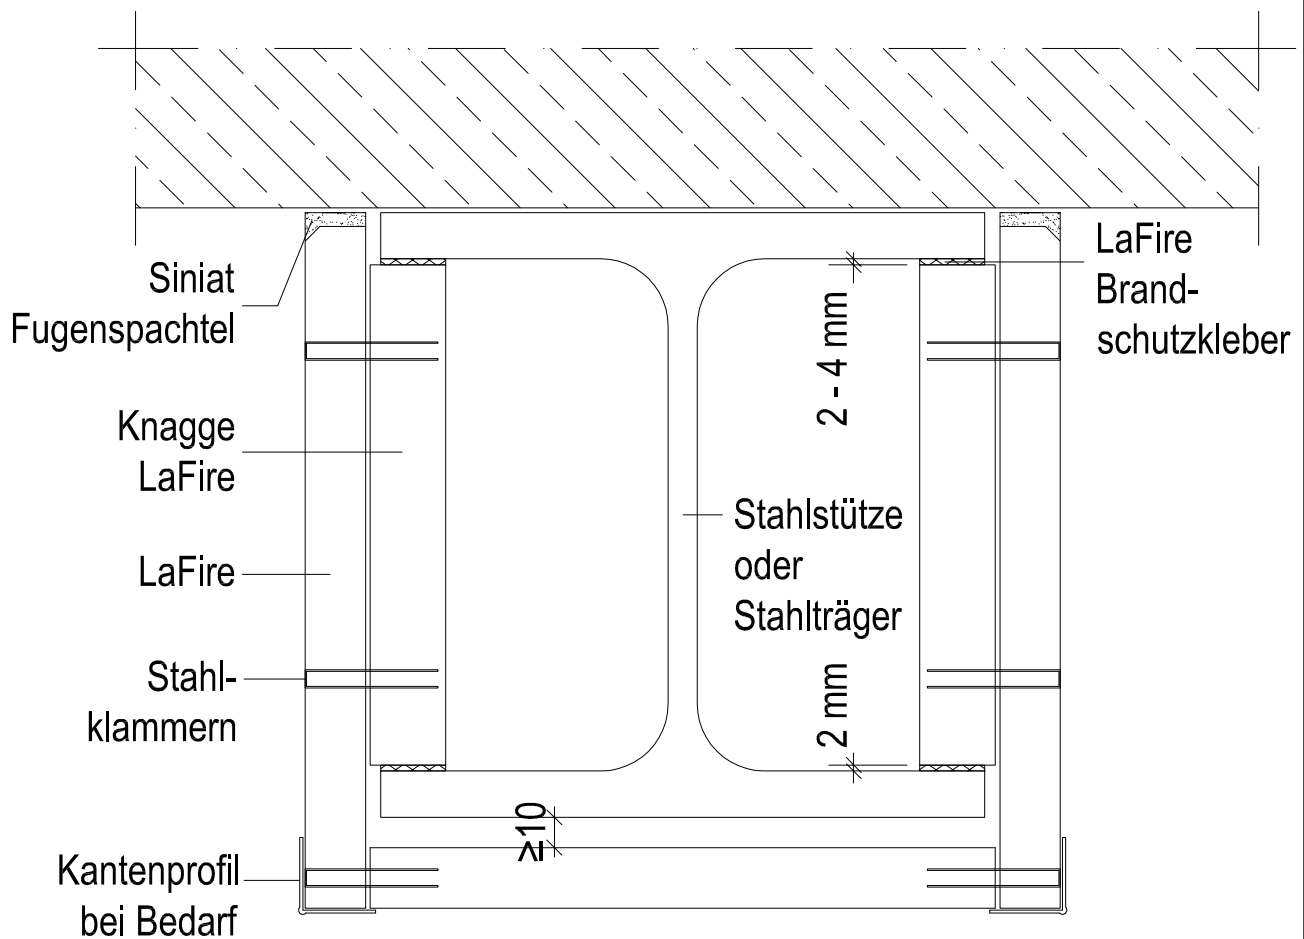 Siniat
Fugenspachtel
Knagge
LaFire
LaFire
Stahl-
klammern
Kantenprofil
bei Bedarf
≥10
2 - 4 mm
Stahlstütze
oder
Stahlträger
2 mm
LaFire
Brand-
schutzkleber